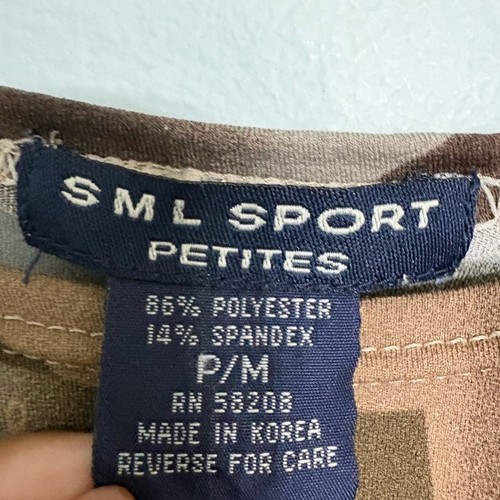 SML SPORT
PETITES
86% POLYESTER
14% SPANDEX
P/M
RN 58208
MADE IN KOREA
REVERSE FOR CARE